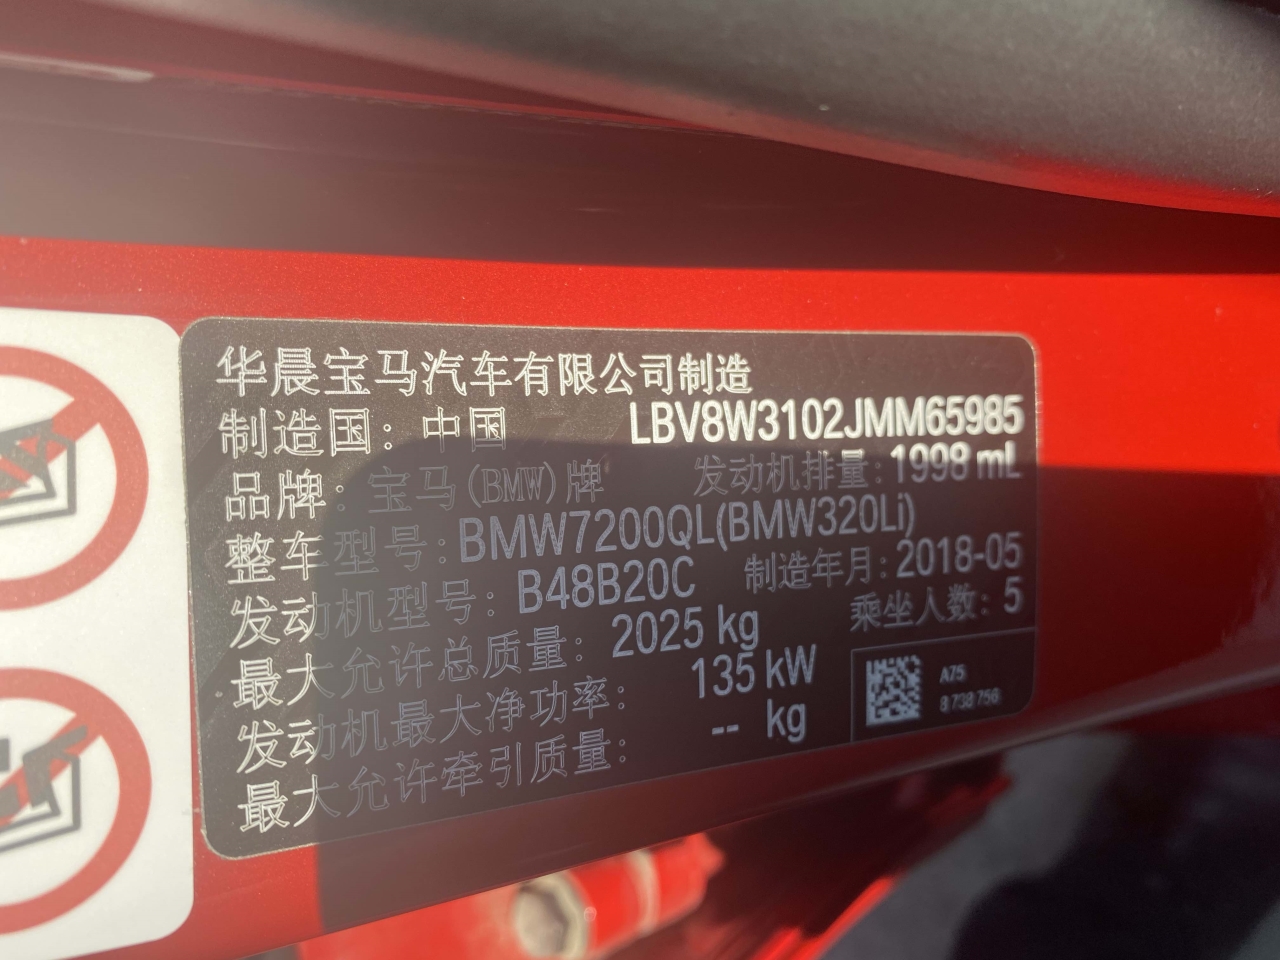 华晨宝马汽车有限公司制造
制造国：中国 LBV8W3102JMM65985
品牌：宝马(BMW)牌 发动机排量：1998 mL
整车型号：BMW7200QL(BMW320Li)
发动机型号：B48B20C 制造年月：2018-05
最大允许总质量：2025 kg 乘坐人数：5
发动机最大净功率：135 kW
最大允许牵引质量：-- kg
A75
8 738 756